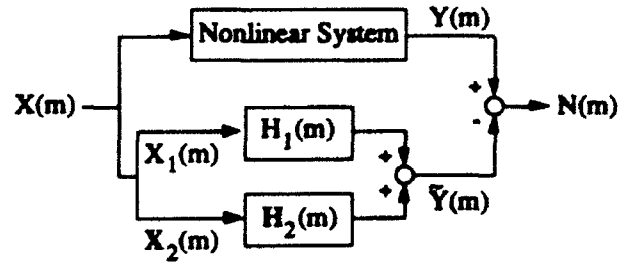 Y(m)
Nonlinear System
X(m)
+
-
N(m)
H₁(m)
X₁(m)
+
+
Ỹ(m)
H₂(m)
X₂(m)